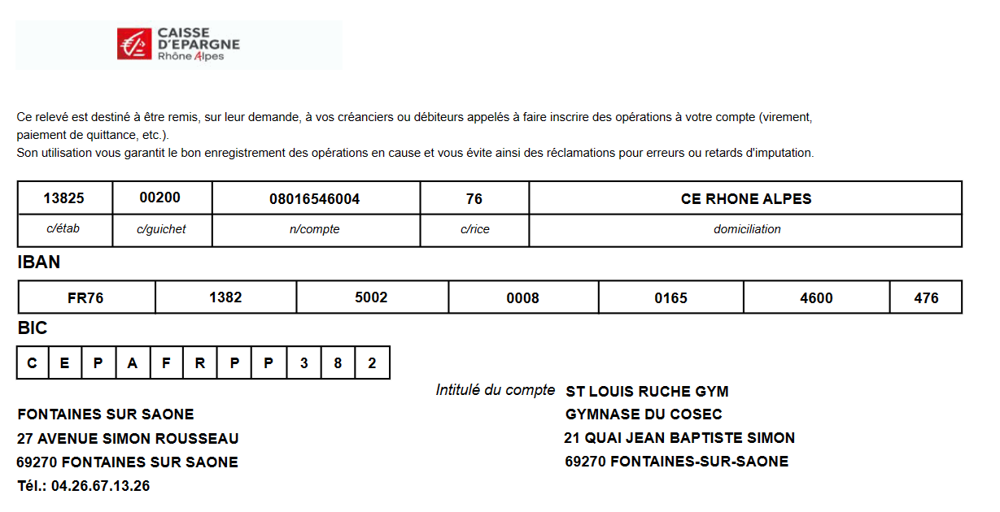 CAISSE
D'EPARGNE
Rhône Alpes
Ce relevé est destiné à être remis, sur leur demande, à vos créanciers ou débiteurs appelés à faire inscrire des opérations à votre compte (virement,
paiement de quittance, etc.).
Son utilisation vous garantit le bon enregistrement des opérations en cause et vous évite ainsi des réclamations pour erreurs ou retards d'imputation.
13825 00200 08016546004 76 CE RHONE ALPES
c/étab c/guichet n/compte c/rice domiciliation
IBAN
FR76 1382 5002 0008 0165 4600 476
BIC
C E P A F R P P 3 8 2
Intitulé du compte ST LOUIS RUCHE GYM
GYMNASE DU COSEC
21 QUAI JEAN BAPTISTE SIMON
69270 FONTAINES-SUR-SAONE
FONTAINES SUR SAONE
27 AVENUE SIMON ROUSSEAU
69270 FONTAINES SUR SAONE
Tél.: 04.26.67.13.26